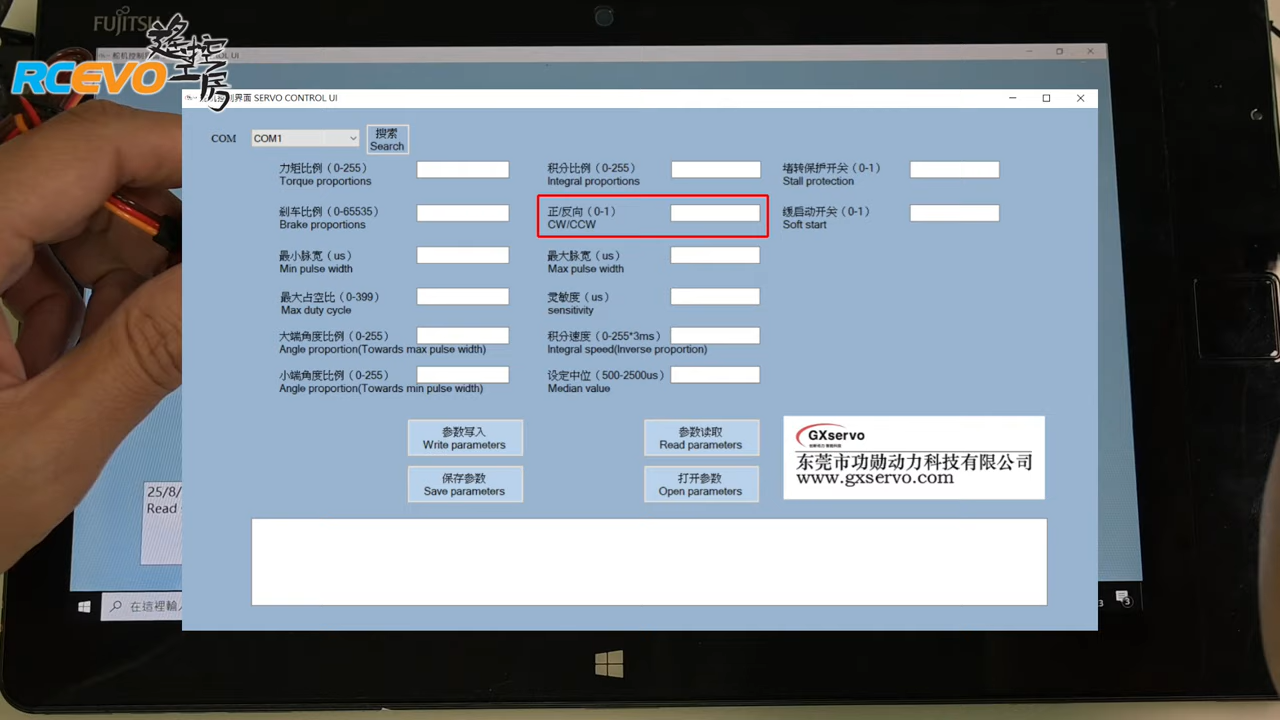 FUJITSU
遙控工房
RCEVO
界面 SERVO CONTROL UI
COM
COM1
搜索
Search
力矩比例（0-255）
Torque proportions
积分比例（0-255）
Integral proportions
堵转保护开关（0-1）
Stall protection
刹车比例（0-65535）
Brake proportions
正/反向（0-1）
CW/CCW
缓启动开关（0-1）
Soft start
最小脉宽（us）
Min pulse width
最大脉宽（us）
Max pulse width
最大占空比（0-399）
Max duty cycle
灵敏度（us）
sensitivity
大端角度比例（0-255）
Angle proportion(Towards max pulse width)
积分速度（0-255*3ms）
Integral speed(Inverse proportion)
小端角度比例（0-255）
Angle proportion(Towards min pulse width)
设定中位（500-2500us）
Median value
参数写入
Write parameters
参数读取
Read parameters
保存参数
Save parameters
打开参数
Open parameters
GXservo
东莞市功勋动力科技有限公司
www.gxservo.com
25/8/
Read
在這裡輸
3
3